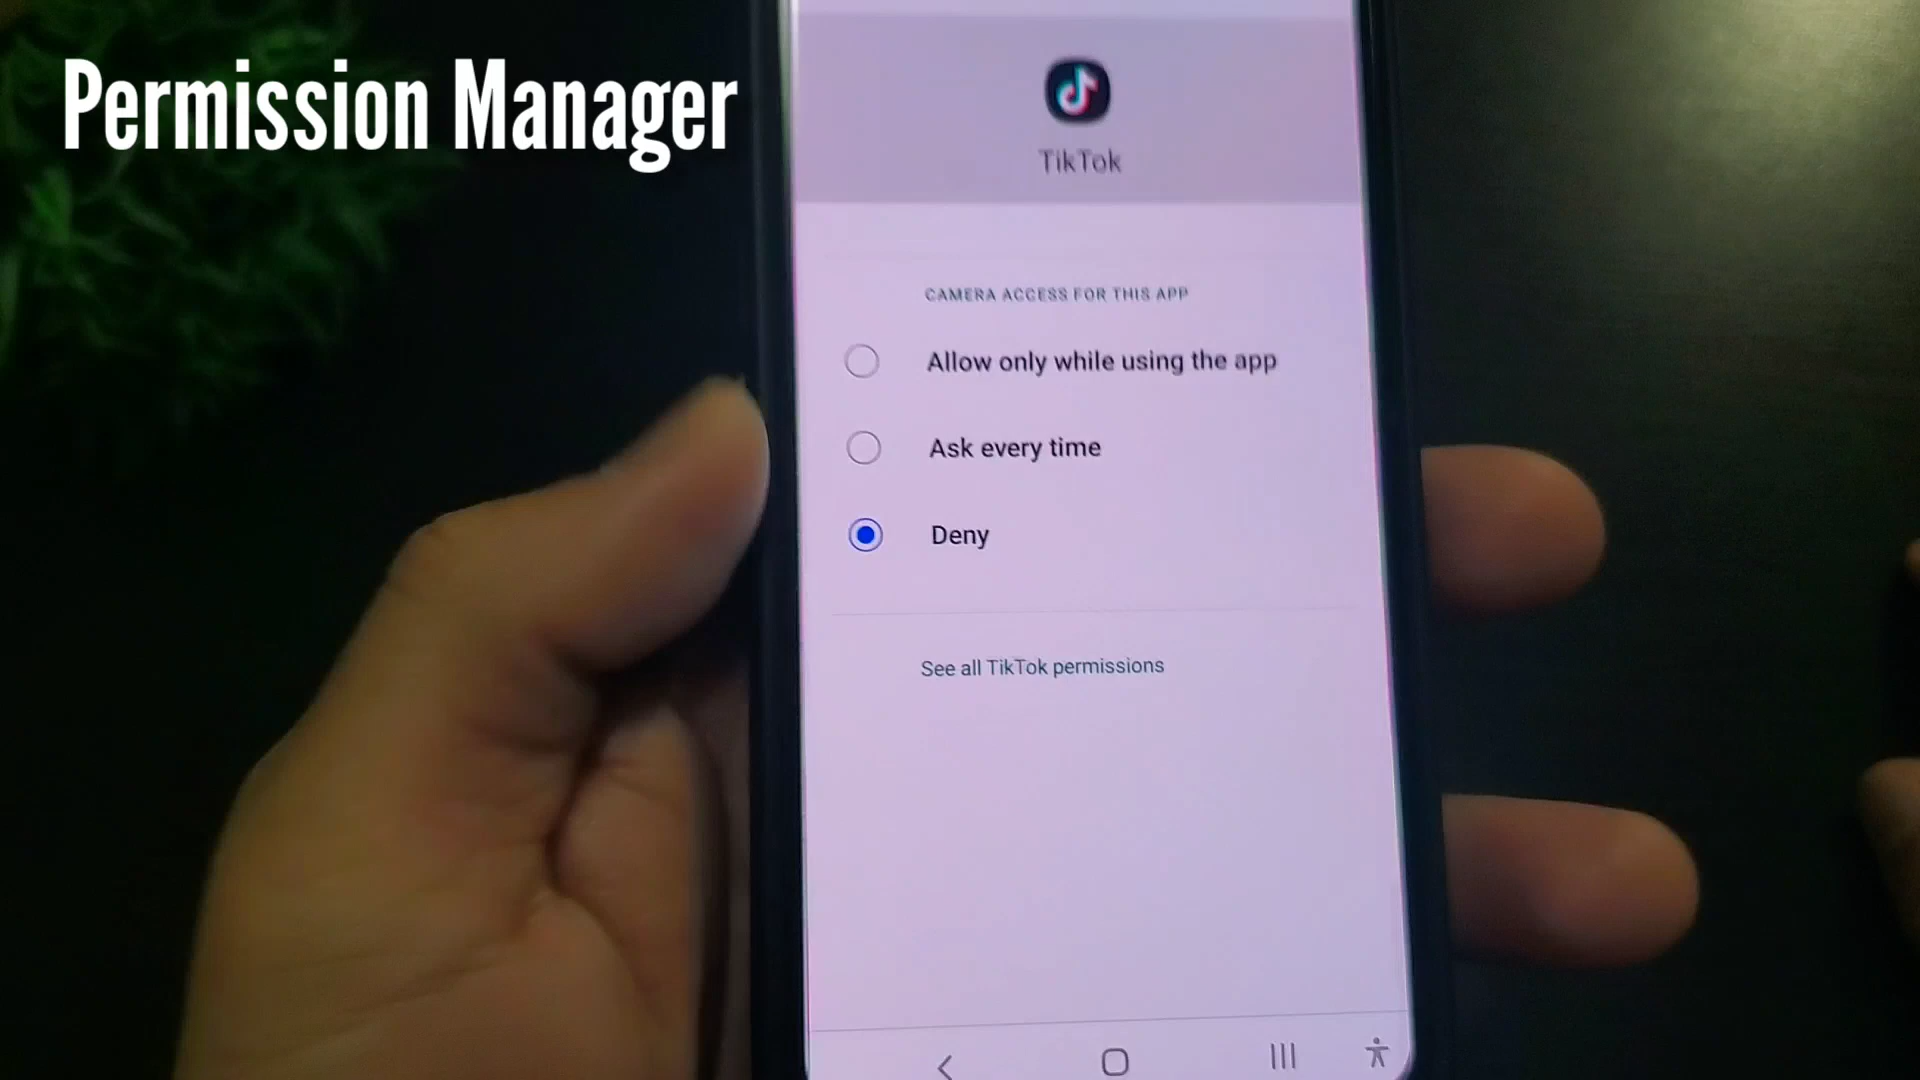 Permission Manager
TikTok
CAMERA ACCESS FOR THIS APP
Allow only while using the app
Ask every time
Deny
See all TikTok permissions